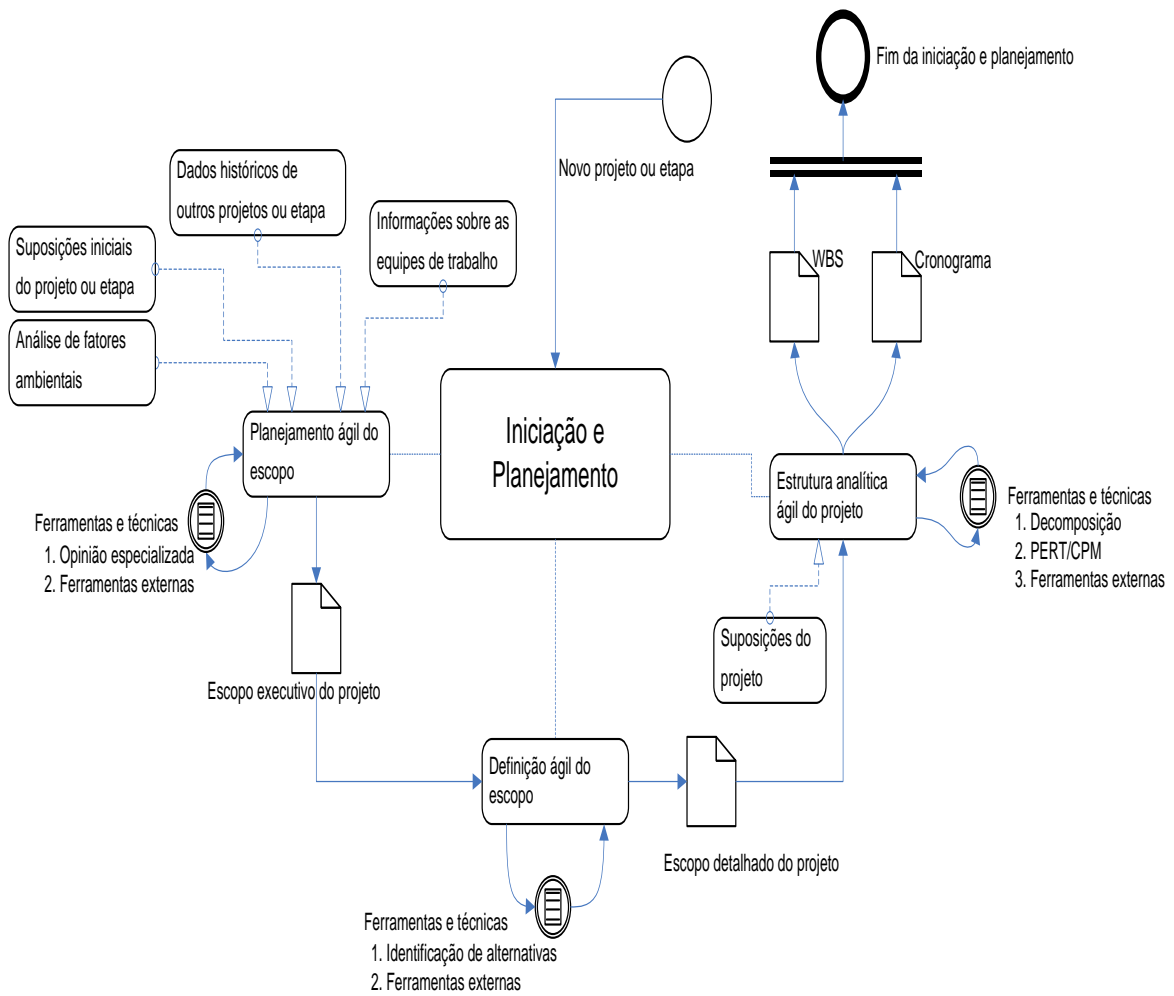 Fim da iniciação e planejamento
Novo projeto ou etapa
Dados históricos de
outros projetos ou etapa
Informações sobre as
equipes de trabalho
Suposições iniciais
do projeto ou etapa
Análise de fatores
ambientais
WBS
Cronograma
Iniciação e
Planejamento
Planejamento ágil do
escopo
Ferramentas e técnicas
1. Opinião especializada
2. Ferramentas externas
Estrutura analítica
ágil do projeto
Ferramentas e técnicas
1. Decomposição
2. PERT/CPM
3. Ferramentas externas
Suposições do
projeto
Escopo executivo do projeto
Definição ágil do
escopo
Escopo detalhado do projeto
Ferramentas e técnicas
1. Identificação de alternativas
2. Ferramentas externas